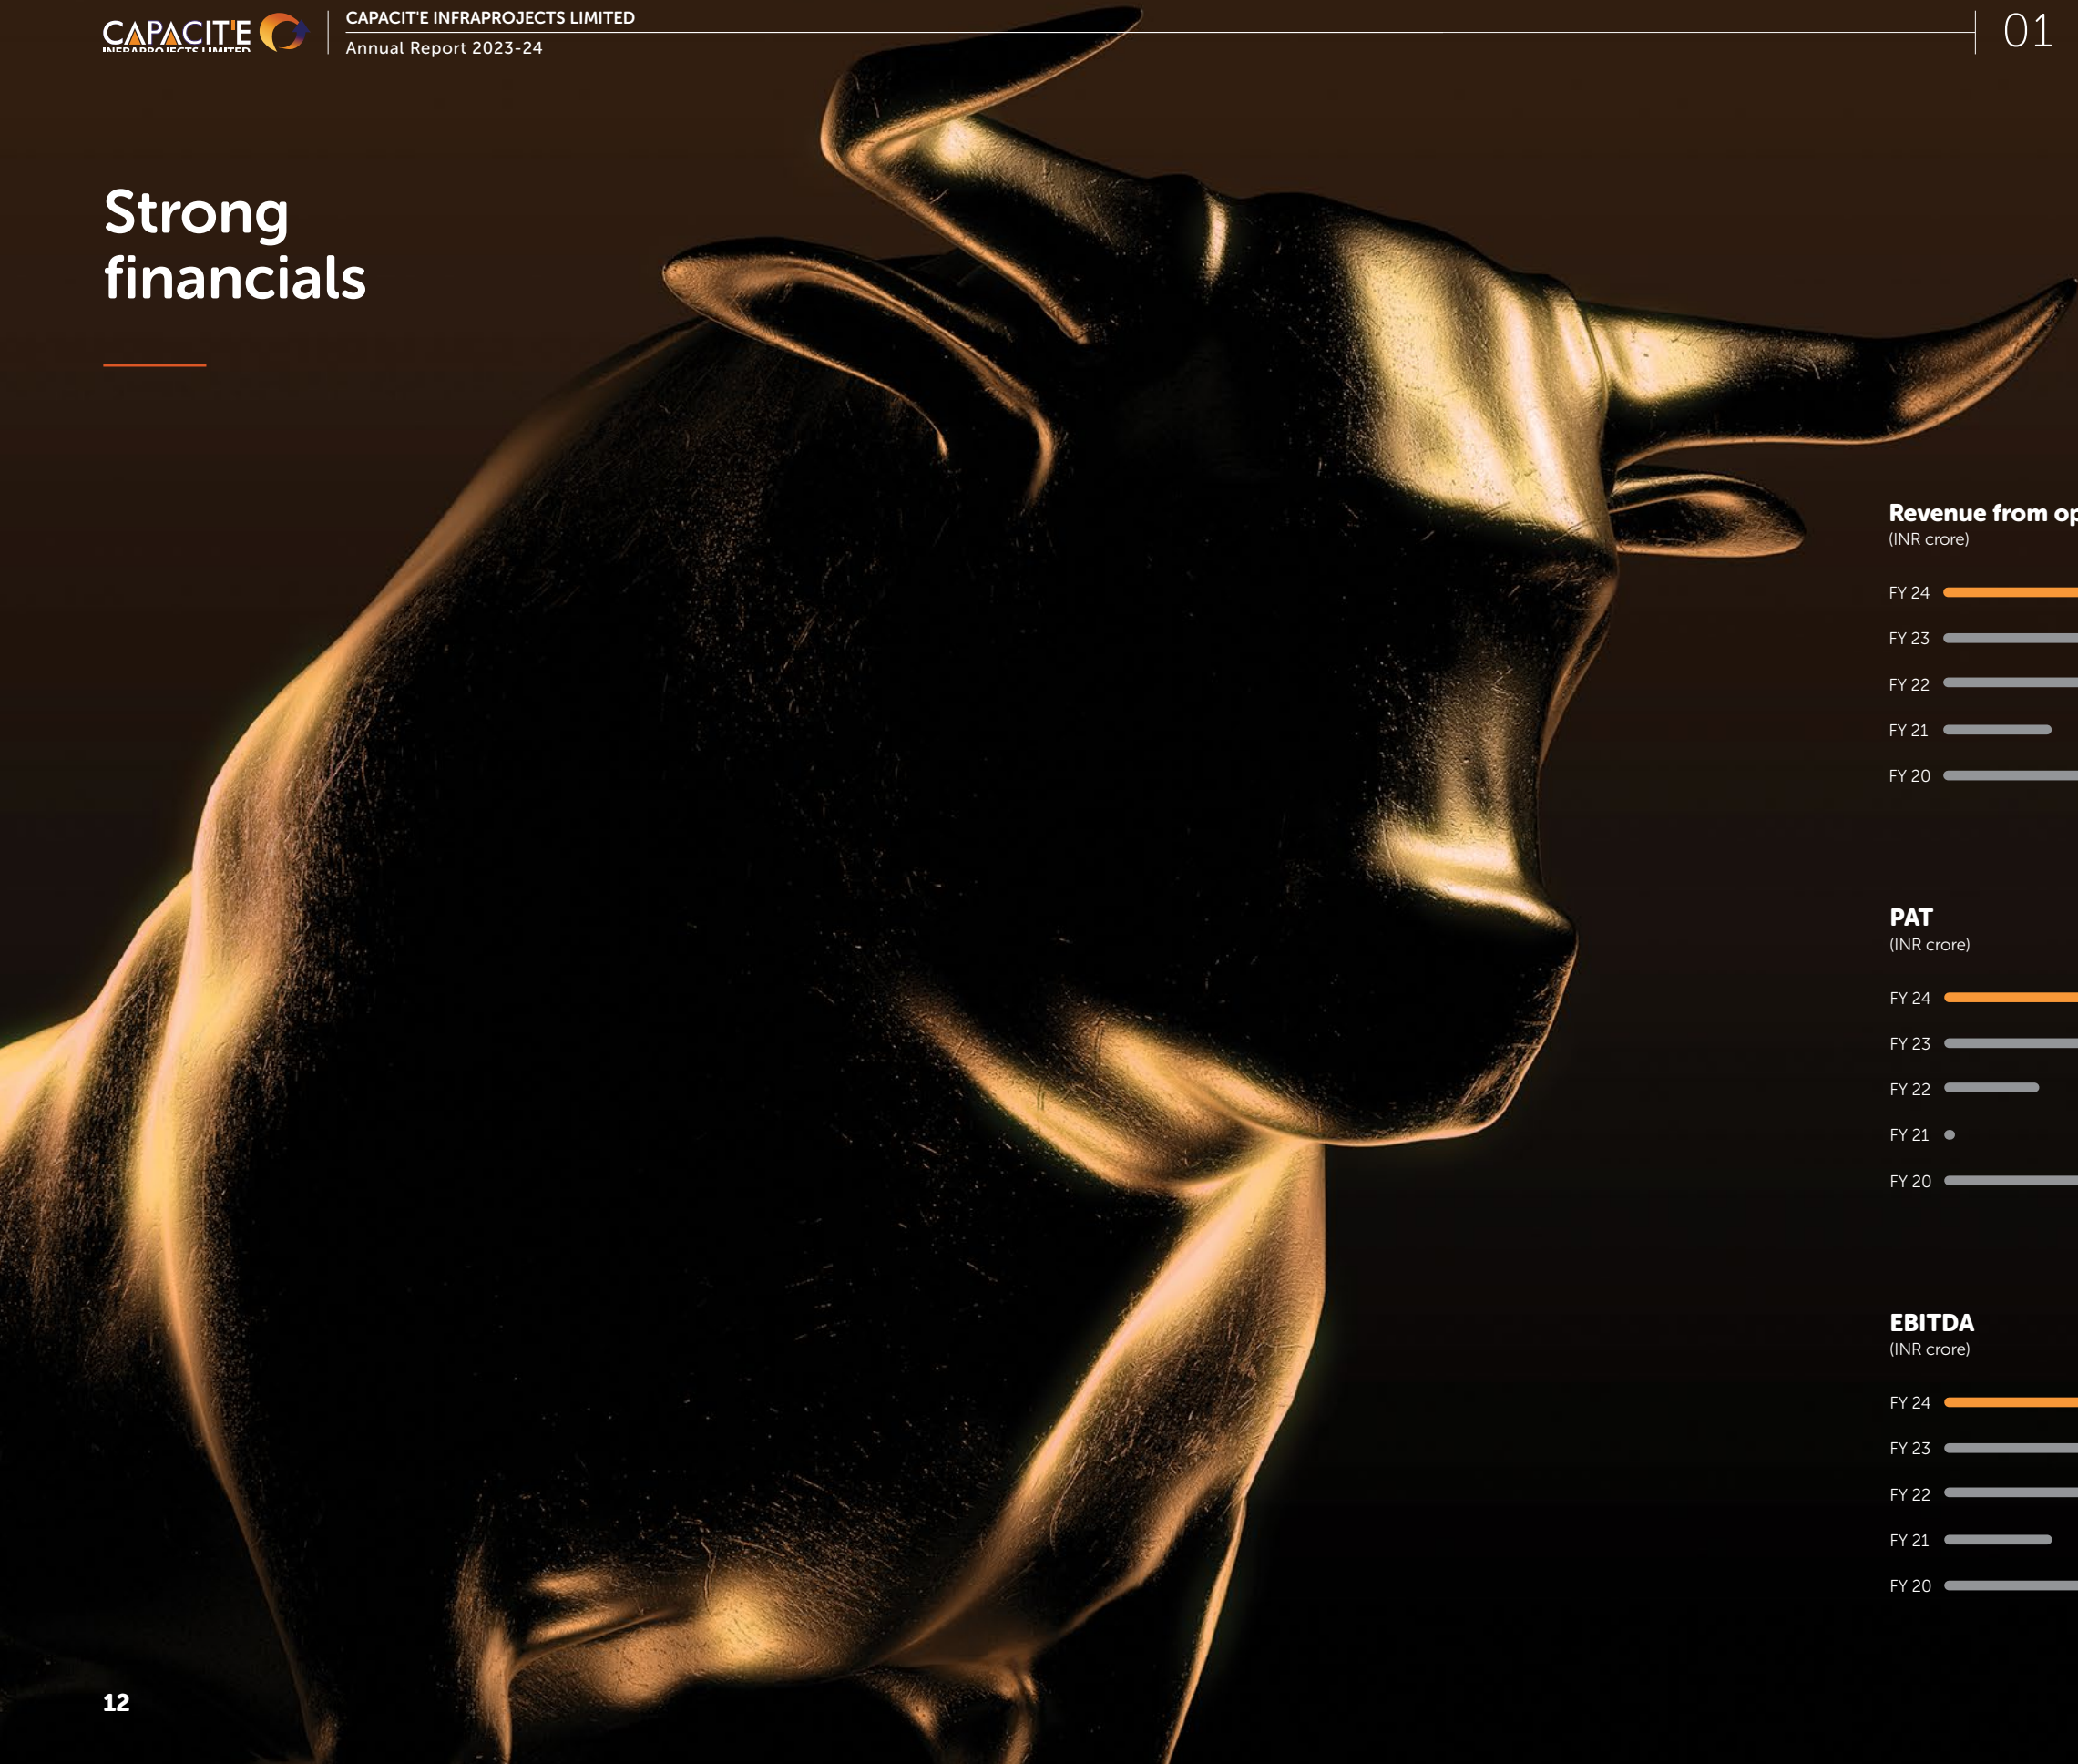 CAPACIT'E
INFRAPROJECTS LIMITED
CAPACIT'E INFRAPROJECTS LIMITED
Annual Report 2023-24
01
Strong
financials
Revenue from op
(INR crore)
FY 24
FY 23
FY 22
FY 21
FY 20
PAT
(INR crore)
FY 24
FY 23
FY 22
FY 21
FY 20
EBITDA
(INR crore)
FY 24
FY 23
FY 22
FY 21
FY 20
12